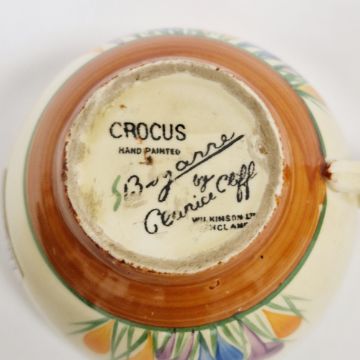 CROCUS
HAND PAINTED
Bizarre
by
Clarice Cliff
WILKINSON LTD
ENGLAND